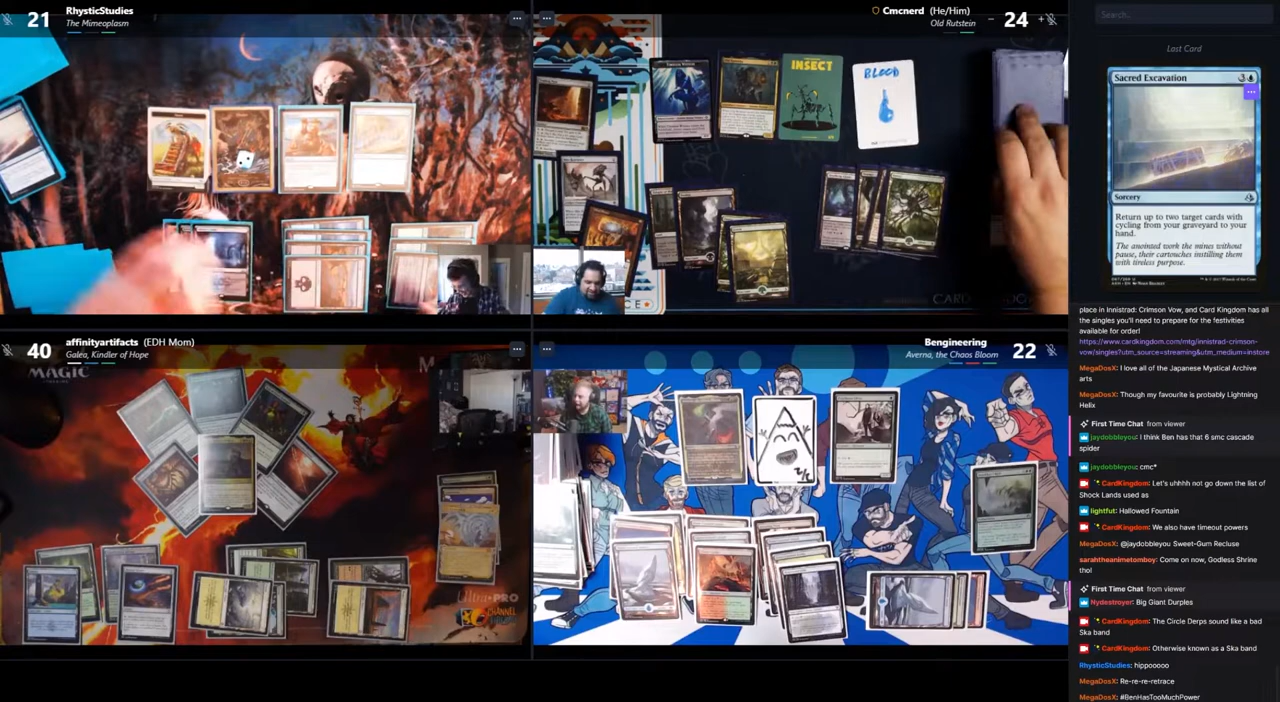 21
RhysticStudies
The Mimeoplasm
Cmcnerd (He/Him)
Old Rutstein
24
INSECT
BLOOD
40
affinityartifacts (EDH Mom)
Galea, Kindler of Hope
MAGIC
Bengineering
Averna, the Chaos Bloom
22
Search...
Last Card
Sacred Excavation
3
Sorcery
Return up to two target cards with
cycling from your graveyard to your
hand.
The anointed work the mines without
pause, their cartouches instilling them
with tireless purpose.
place in Innistrad: Crimson Vow, and Card Kingdom has all
the singles you'll need to prepare for the festivities
available for order!
https://www.cardkingdom.com/mtg/innistrad-crimson-
vow/singles?utm_source=streaming&utm_medium=instore
MegaDosX: I love all of the Japanese Mystical Archive
arts
MegaDosX: Though my favourite is probably Lightning
Helix
First Time Chat from viewer
jaydobbleyou: I think Ben has that 6 smc cascade
spider
jaydobbleyou: cmc*
CardKingdom: Let's uhhhh not go down the list of
Shock Lands used as
lightfut: Hallowed Fountain
CardKingdom: We also have timeout powers
MegaDosX: @jaydobbleyou Sweet-Gum Recluse
sarahtheanimetomboy: Come on now, Godless Shrine
tho!
First Time Chat from viewer
Nydestroyer: Big Giant Durples
CardKingdom: The Circle Derps sound like a bad
Ska band
CardKingdom: Otherwise known as a Ska band
RhysticStudies: hippooooo
MegaDosX: Re-re-re-retrace
MegaDosX: #BenHasTooMuchPower